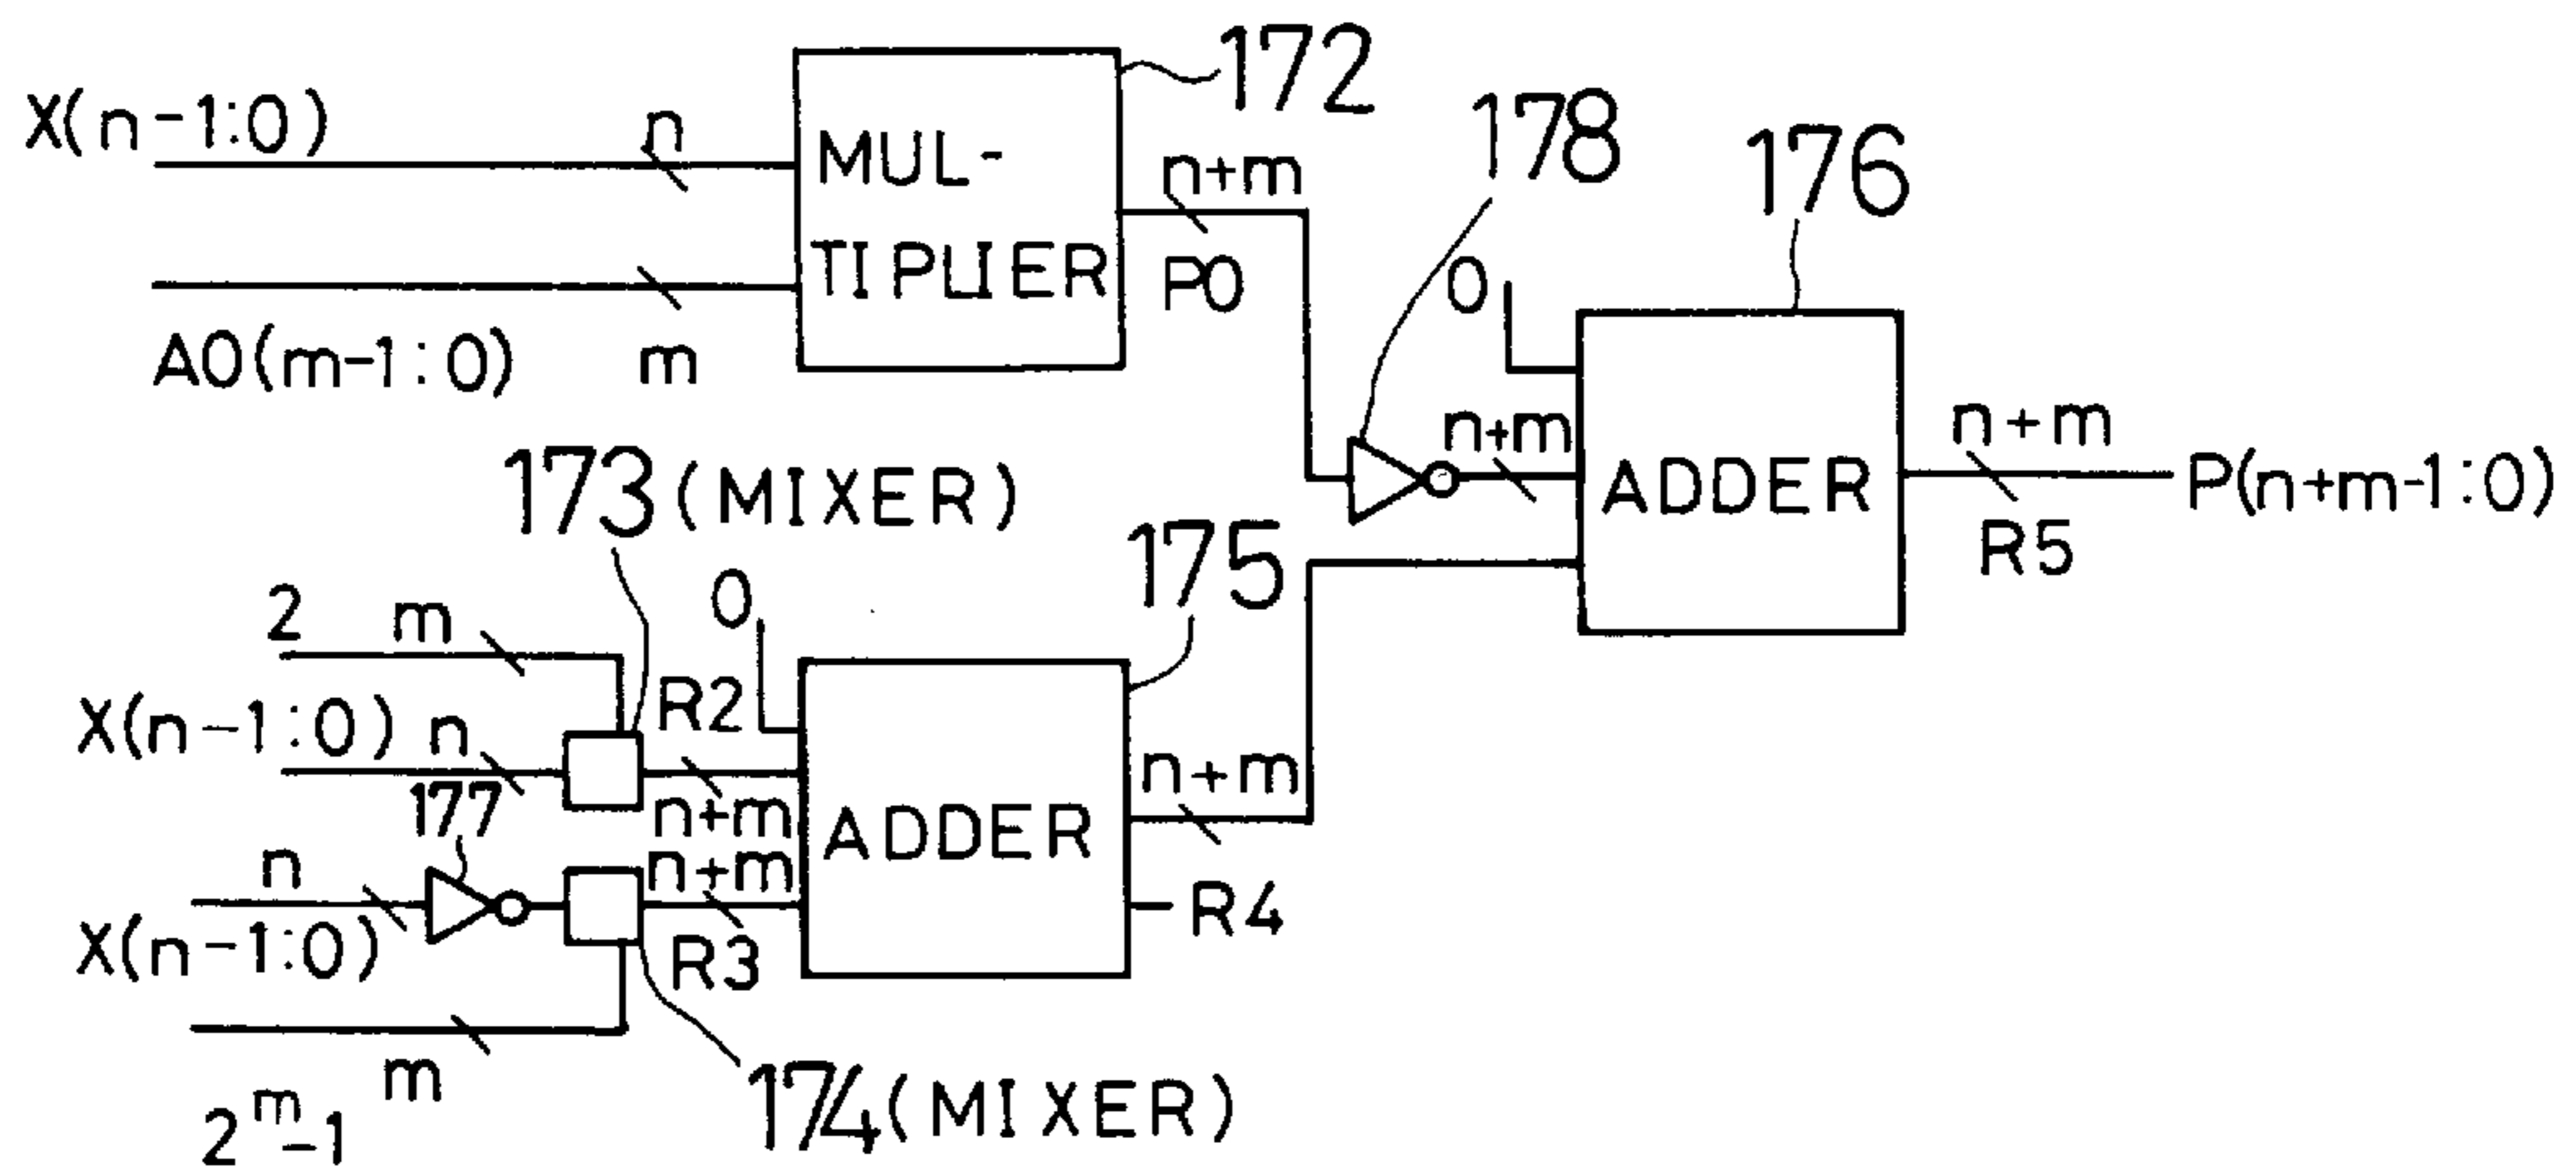 X(n-1:0)
n
MUL-
TIPLIER
172
A0(m-1:0)
m
n+m
P0
178
176
0
n+m
ADDER
n+m
R5
P(n+m-1:0)
173(MIXER)
175
2
m
0
X(n-1:0)
n
R2
n+m
177
n
X(n-1:0)
n+m
R3
ADDER
n+m
R4
m
2^m-1
174(MIXER)